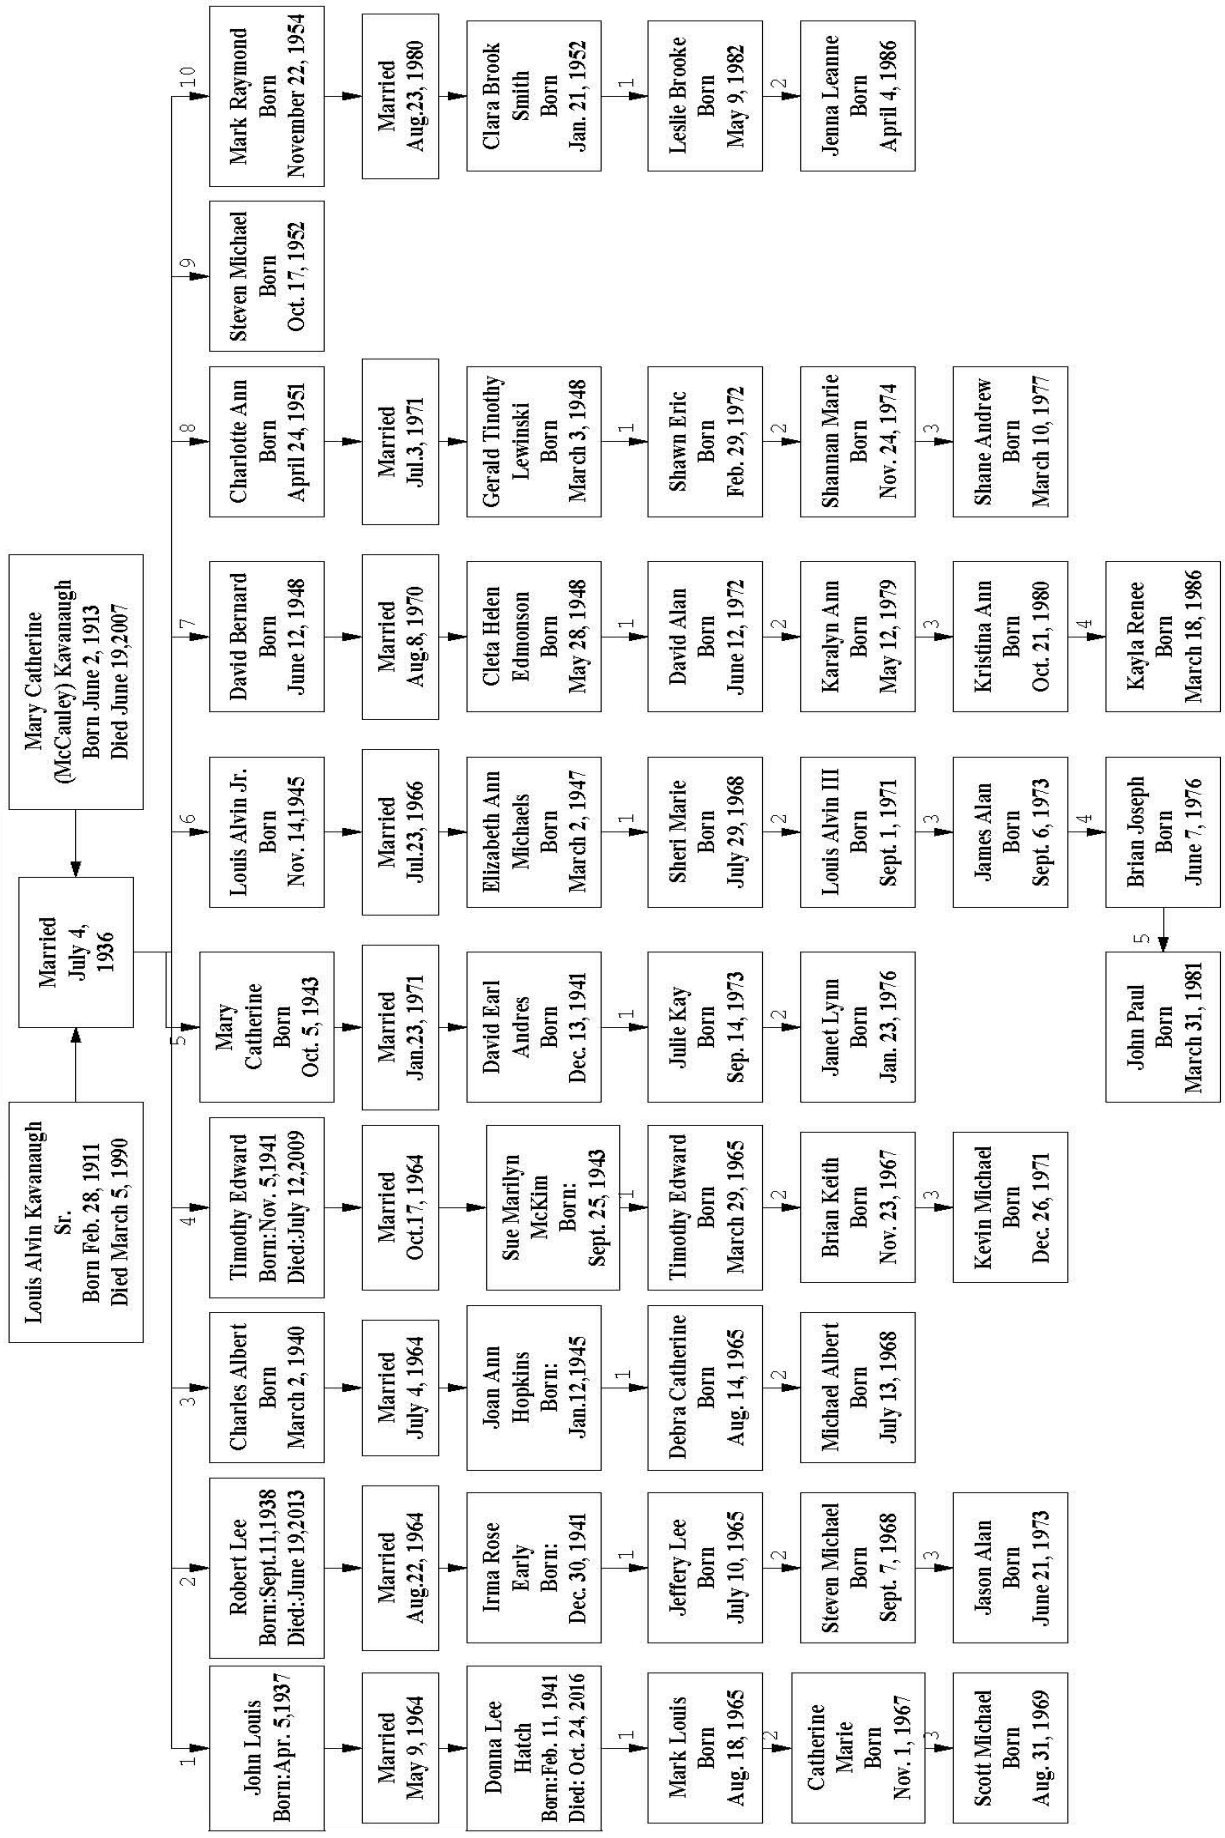 Louis Alvin Kavanaugh
Sr.
Born Feb. 28, 1911
Died March 5, 1990
Married
July 4,
1936
Mary Catherine
(McCauley) Kavanaugh
Born June 2, 1913
Died June 19,2007
1
John Louis
Born:Apr. 5,1937
Married
May 9, 1964
Donna Lee
Hatch
Born:Feb. 11, 1941
Died: Oct. 24, 2016
1
Mark Louis
Born
Aug. 18, 1965
2
Catherine
Marie
Born
Nov. 1, 1967
3
Scott Michael
Born
Aug. 31, 1969
2
Robert Lee
Born:Sept.11,1938
Died:June 19,2013
Married
Aug.22, 1964
Irma Rose
Early
Born:
Dec. 30, 1941
1
Jeffery Lee
Born
July 10, 1965
2
Steven Michael
Born
Sept. 7, 1968
3
Jason Alan
Born
June 21, 1973
3
Charles Albert
Born
March 2, 1940
Married
July 4, 1964
Joan Ann
Hopkins
Born:
Jan.12,1945
1
Debra Catherine
Born
Aug. 14, 1965
2
Michael Albert
Born
July 13, 1968
4
Timothy Edward
Born:Nov. 5,1941
Died:July 12,2009
Married
Oct.17, 1964
Sue Marilyn
McKim
Born:
Sept. 25, 1943
1
Timothy Edward
Born
March 29, 1965
2
Brian Keith
Born
Nov. 23, 1967
3
Kevin Michael
Born
Dec. 26, 1971
5
Mary
Catherine
Born
Oct. 5, 1943
Married
Jan.23, 1971
David Earl
Andres
Born
Dec. 13, 1941
1
Julie Kay
Born
Sep. 14, 1973
2
Janet Lynn
Born
Jan. 23, 1976
6
Louis Alvin Jr.
Born
Nov. 14,1945
Married
Jul.23, 1966
Elizabeth Ann
Michaels
Born
March 2, 1947
1
Sheri Marie
Born
July 29, 1968
2
Louis Alvin III
Born
Sept. 1, 1971
3
James Alan
Born
Sept. 6, 1973
4
Brian Joseph
Born
June 7, 1976
5
John Paul
Born
March 31, 1981
7
David Bernard
Born
June 12, 1948
Married
Aug.8, 1970
Cleta Helen
Edmonson
Born
May 28, 1948
1
David Alan
Born
June 12, 1972
2
Karalyn Ann
Born
May 12, 1979
3
Kristina Ann
Born
Oct. 21, 1980
4
Kayla Renee
Born
March 18, 1986
8
Charlotte Ann
Born
April 24, 1951
Married
Jul.3, 1971
Gerald Tinothy
Lewinski
Born
March 3, 1948
1
Shawn Eric
Born
Feb. 29, 1972
2
Shannan Marie
Born
Nov. 24, 1974
3
Shane Andrew
Born
March 10, 1977
9
Steven Michael
Born
Oct. 17, 1952
10
Mark Raymond
Born
November 22, 1954
Married
Aug.23, 1980
Clara Brook
Smith
Born
Jan. 21, 1952
1
Leslie Brooke
Born
May 9, 1982
2
Jenna Leanne
Born
April 4, 1986